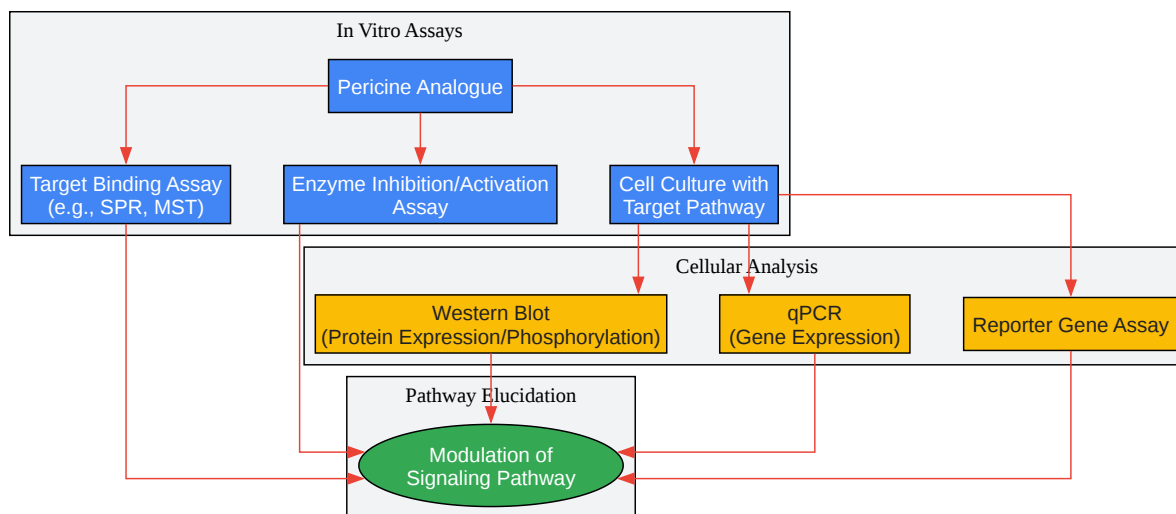 In Vitro Assays
Pericine Analogue
Target Binding Assay
(e.g., SPR, MST)
Enzyme Inhibition/Activation
Assay
Cell Culture with
Target Pathway
Cellular Analysis
Western Blot
(Protein Expression/Phosphorylation)
qPCR
(Gene Expression)
Reporter Gene Assay
Pathway Elucidation
Modulation of
Signaling Pathway